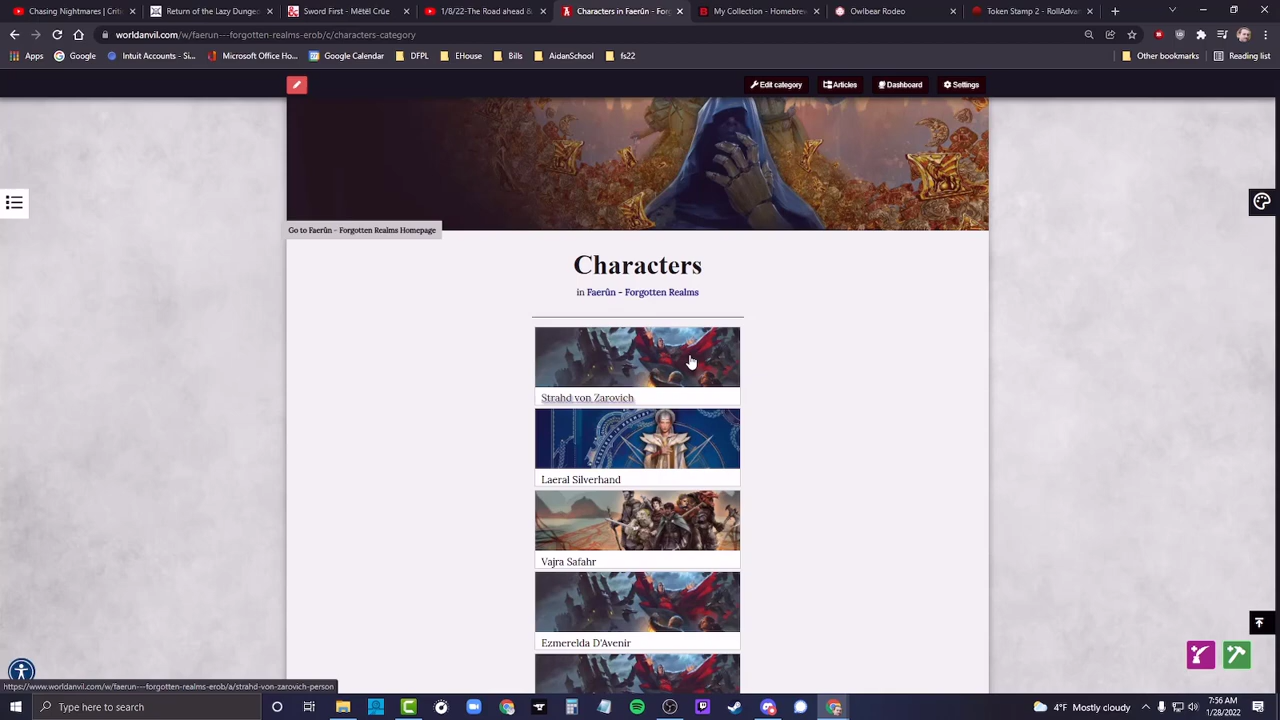 Chasing Nightmares | Critic
Return of the Lazy Dungeo
Sword First - Mētēl Crüe
1/8/22-The Road ahead &
Characters in Faerûn - For
My Collection - Homebrew
Owlbear Rodeo
Token Stamp 2 - RollAdvan
worldanvil.com/w/faerun---forgotten-realms-erob/c/characters-category
Apps
Google
Intuit Accounts - Si...
Microsoft Office Ho...
Google Calendar
DFPL
EHouse
Bills
AidanSchool
fs22
Other bookmarks
Reading list
Edit category
Articles
Dashboard
Settings
Go to Faerûn - Forgotten Realms Homepage
Characters
in Faerûn - Forgotten Realms
Strahd von Zarovich
Laeral Silverhand
Vajra Safahr
Ezmerelda D'Avenir
https://www.worldanvil.com/w/faerun---forgotten-realms-erob/a/strahd-von-zarovich-person
Type here to search
4°F Mostly cloudy
7:56 AM
1/28/2022